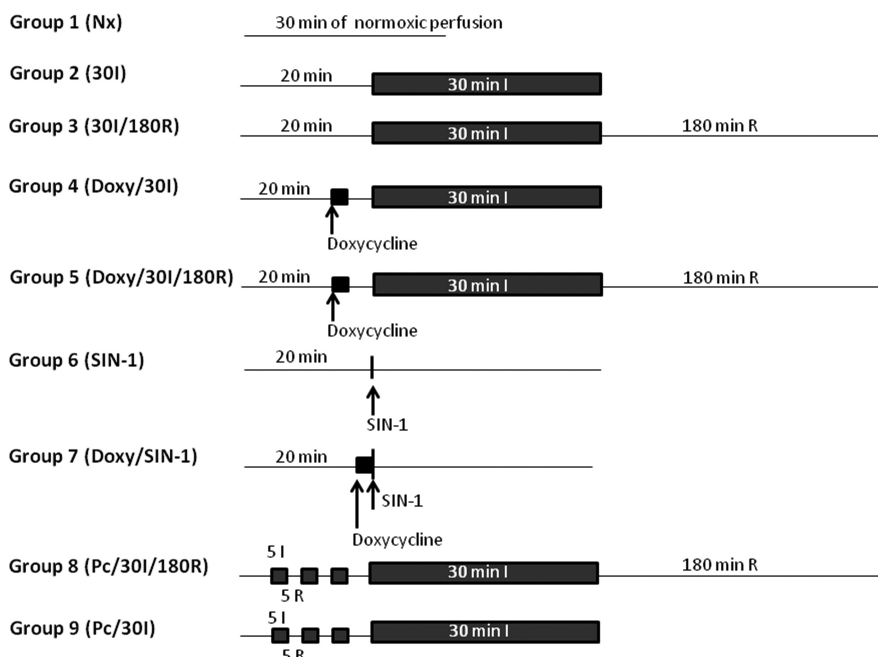 Group 1 (Nx)
30 min of normoxic perfusion
Group 2 (30I)
20 min
30 min I
Group 3 (30I/180R)
20 min
30 min I
180 min R
Group 4 (Doxy/30I)
20 min
30 min I
Doxycycline
Group 5 (Doxy/30I/180R)
20 min
30 min I
180 min R
Doxycycline
Group 6 (SIN-1)
20 min
SIN-1
Group 7 (Doxy/SIN-1)
20 min
SIN-1
Doxycycline
Group 8 (Pc/30I/180R)
5 I
30 min I
180 min R
5 R
Group 9 (Pc/30I)
5 I
30 min I
5 R